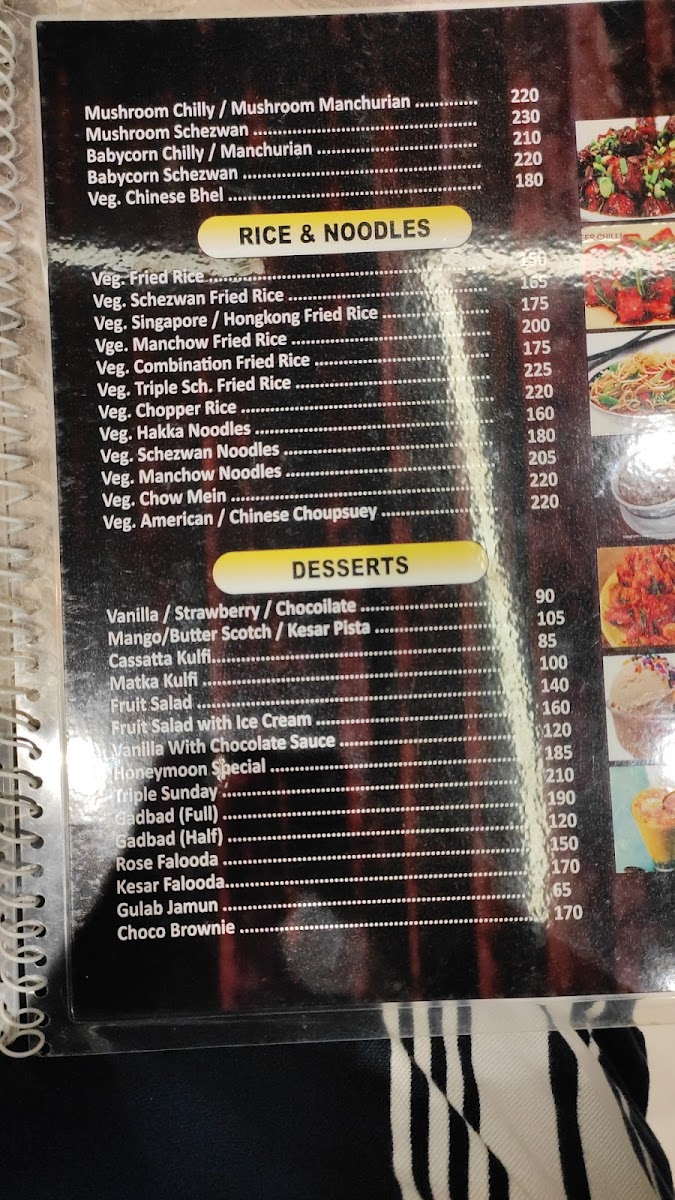 Mushroom Chilly / Mushroom Manchurian ............. 220
Mushroom Schezwan ............. 230
Babycorn Chilly / Manchurian ............. 210
Babycorn Schezwan ............. 220
Veg. Chinese Bhel ............. 180
RICE & NOODLES
Veg. Fried Rice ............. 150
Veg. Schezwan Fried Rice ............. 165
Veg. Singapore / Hongkong Fried Rice ............. 175
Vge. Manchow Fried Rice ............. 200
Veg. Combination Fried Rice ............. 175
Veg. Triple Sch. Fried Rice ............. 225
Veg. Chopper Rice ............. 220
Veg. Hakka Noodles ............. 160
Veg. Schezwan Noodles ............. 180
Veg. Manchow Noodles ............. 205
Veg. Chow Mein ............. 220
Veg. American / Chinese Choupsuey ............. 220
DESSERTS
Vanilla / Strawberry / Chocoilate ............. 90
Mango/Butter Scotch / Kesar Pista ............. 105
Cassatta Kulfi............. 85
Matka Kulfi ............. 100
Fruit Salad ............. 140
Fruit Salad with Ice Cream ............. 160
Vanilla With Chocolate Sauce ............. 120
Honeymoon Special ............. 185
Triple Sunday ............. 210
Gadbad (Full) ............. 190
Gadbad (Half) ............. 120
Rose Falooda ............. 150
Kesar Falooda............. 170
Gulab Jamun ............. 65
Choco Brownie ............. 170
CHILLI